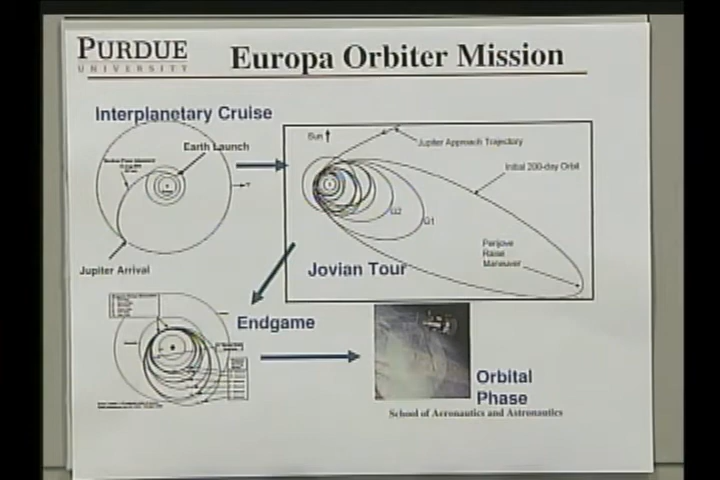 PURDUE
UNIVERSITY
Europa Orbiter Mission
Interplanetary Cruise
Earth Launch
Jupiter Arrival
Sun
Jupiter Approach Trajectory
Initial 200-day Orbit
G2
G1
Perijove
Raise
Maneuver
Jovian Tour
Endgame
Orbital
Phase
School of Aeronautics and Astronautics